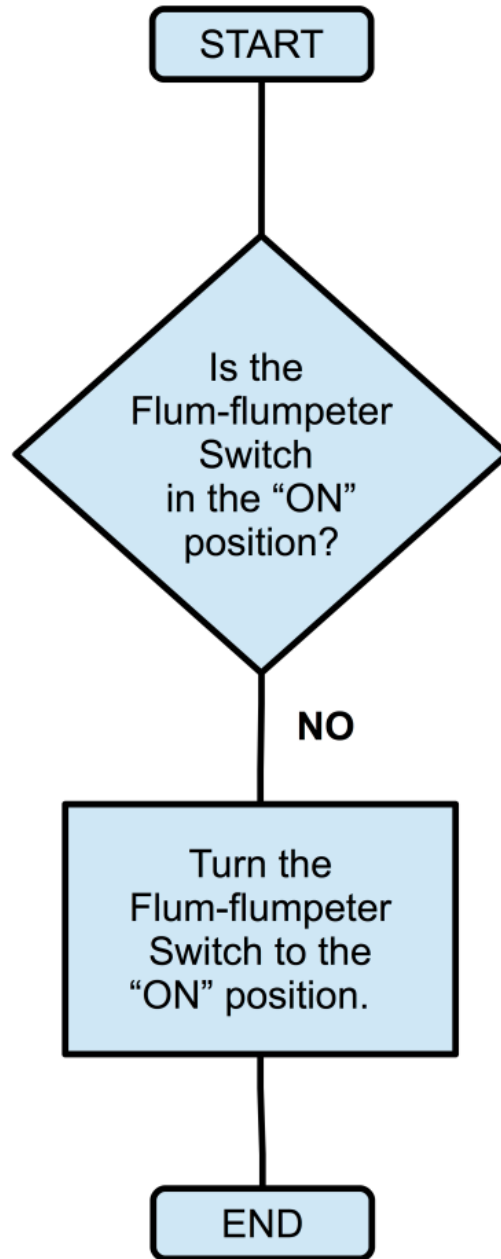 START
Is the
Flum-flumpeter
Switch
in the “ON”
position?
NO
Turn the
Flum-flumpeter
Switch to the
“ON” position.
END